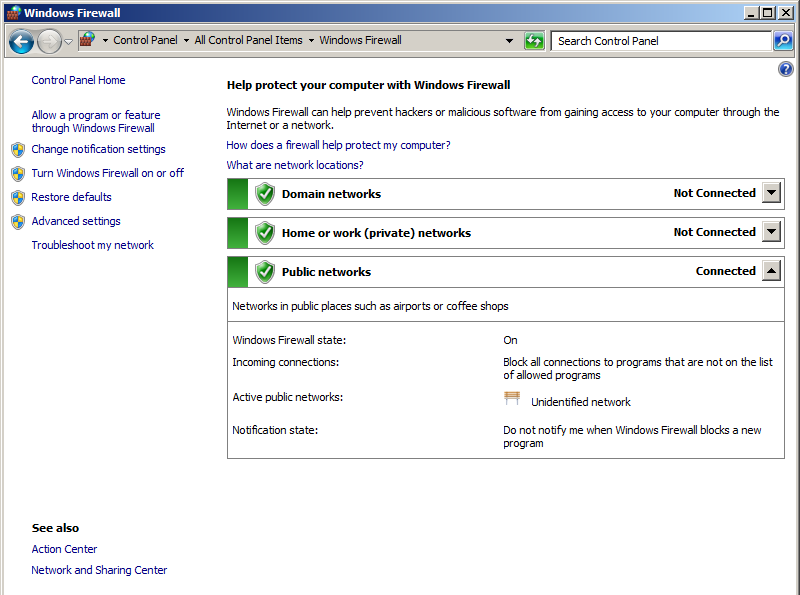 Windows Firewall
Control Panel
All Control Panel Items
Windows Firewall
Search Control Panel
Control Panel Home
Allow a program or feature
through Windows Firewall
Change notification settings
Turn Windows Firewall on or off
Restore defaults
Advanced settings
Troubleshoot my network
See also
Action Center
Network and Sharing Center
Help protect your computer with Windows Firewall
Windows Firewall can help prevent hackers or malicious software from gaining access to your computer through the
Internet or a network.
How does a firewall help protect my computer?
What are network locations?
Domain networks Not Connected
Home or work (private) networks Not Connected
Public networks Connected
Networks in public places such as airports or coffee shops
Windows Firewall state: On
Incoming connections: Block all connections to programs that are not on the list
of allowed programs
Active public networks: Unidentified network
Notification state: Do not notify me when Windows Firewall blocks a new
program